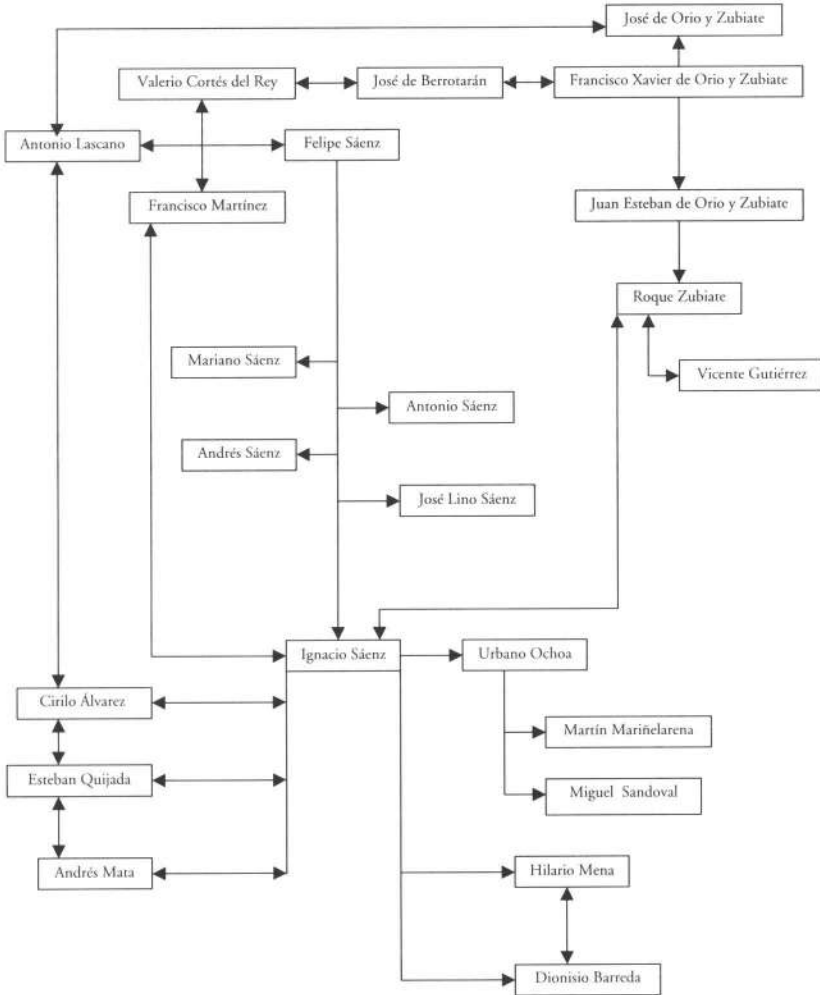 José de Orio y Zubiate
Valerio Cortés del Rey
José de Berrotarán
Francisco Xavier de Orio y Zubiate
Antonio Lascano
Felipe Sáenz
Francisco Martínez
Juan Esteban de Orio y Zubiate
Roque Zubiate
Mariano Sáenz
Vicente Gutiérrez
Antonio Sáenz
Andrés Sáenz
José Lino Sáenz
Ignacio Sáenz
Urbano Ochoa
Cirilo Álvarez
Martín Mariñelarena
Esteban Quijada
Miguel Sandoval
Andrés Mata
Hilario Mena
Dionisio Barreda